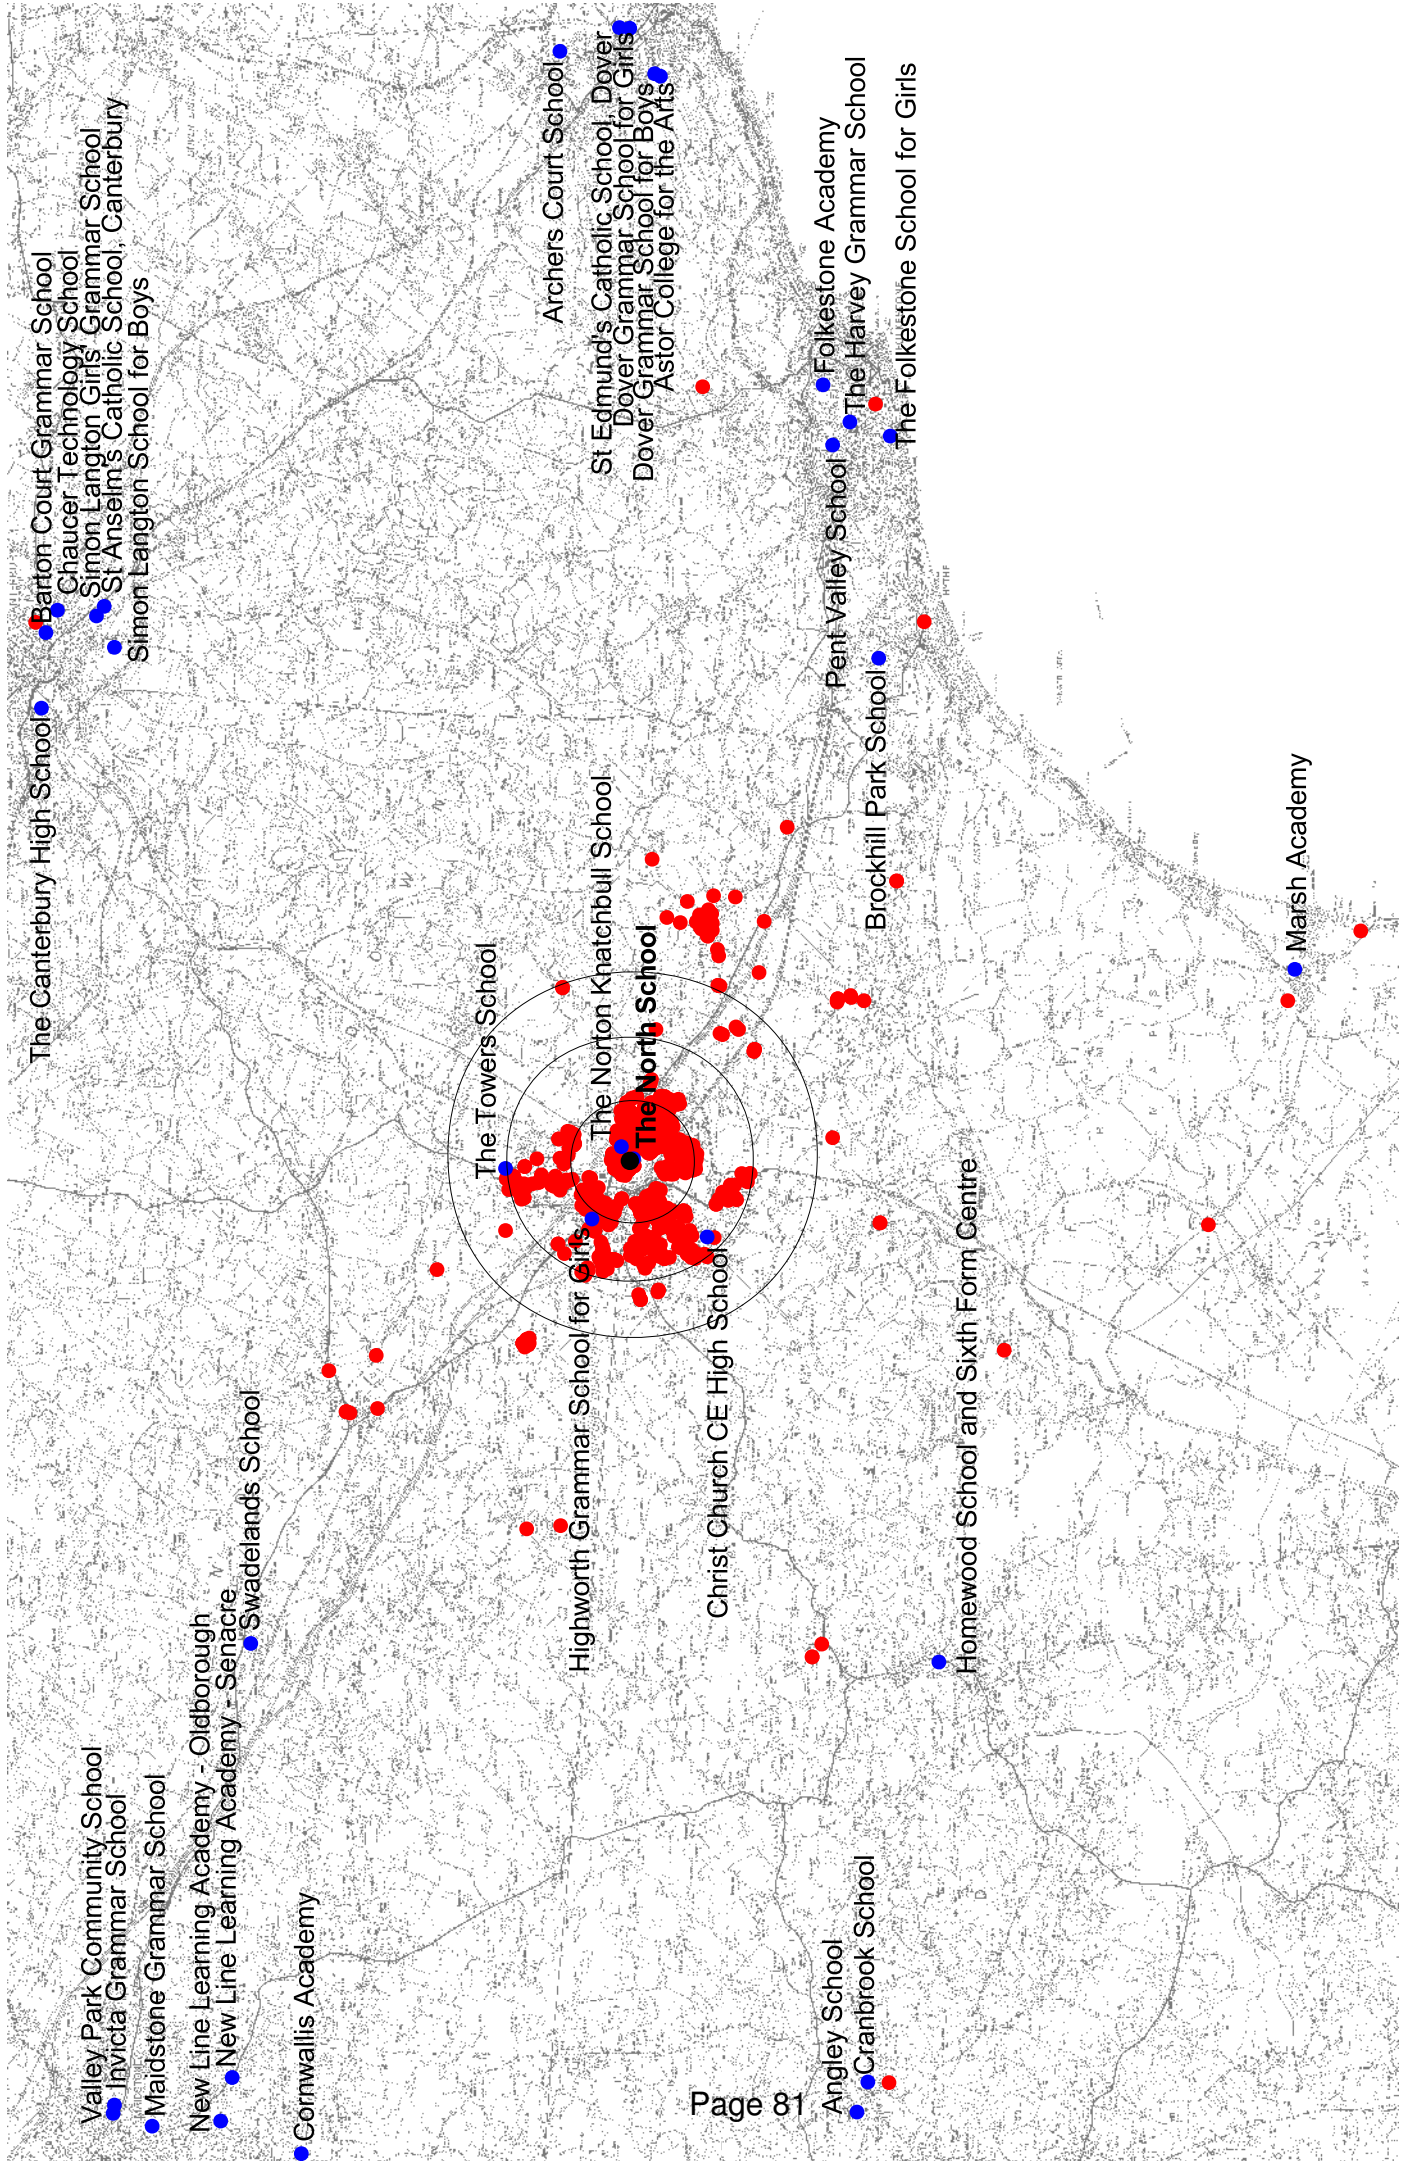 Barton Court Grammar School
Chaucer Technology School
Simon Langton Girls' Grammar School
St Anselm's Catholic School, Canterbury
Simon Langton School for Boys
The Canterbury High School
Archers Court School
St Edmund's Catholic School, Dover
Dover Grammar School for Girls
Dover Grammar School for Boys
Astor College for the Arts
Folkestone Academy
The Harvey Grammar School
The Folkestone School for Girls
Pent Valley School
Brockhill Park School
Marsh Academy
The Towers School
The Norton Knatchbull School
The North School
Highworth Grammar School for Girls
Christ Church CE High School
Homewood School and Sixth Form Centre
Swadelands School
Valley Park Community School
Invicta Grammar School
Maidstone Grammar School
New Line Learning Academy - Oldborough
New Line Learning Academy - Senacre
Cornwallis Academy
Angley School
Cranbrook School
HYTHE
Page 81